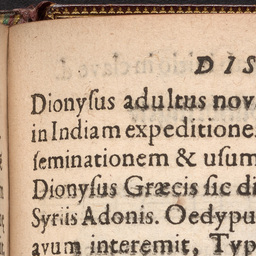 DIS
Dionyſus adultus nov
in Indiam expeditione
ſeminationem & uſum
Dionyſus Græcis ſic di
Syriis Adonis. Oedypu
avum interemit, Typ